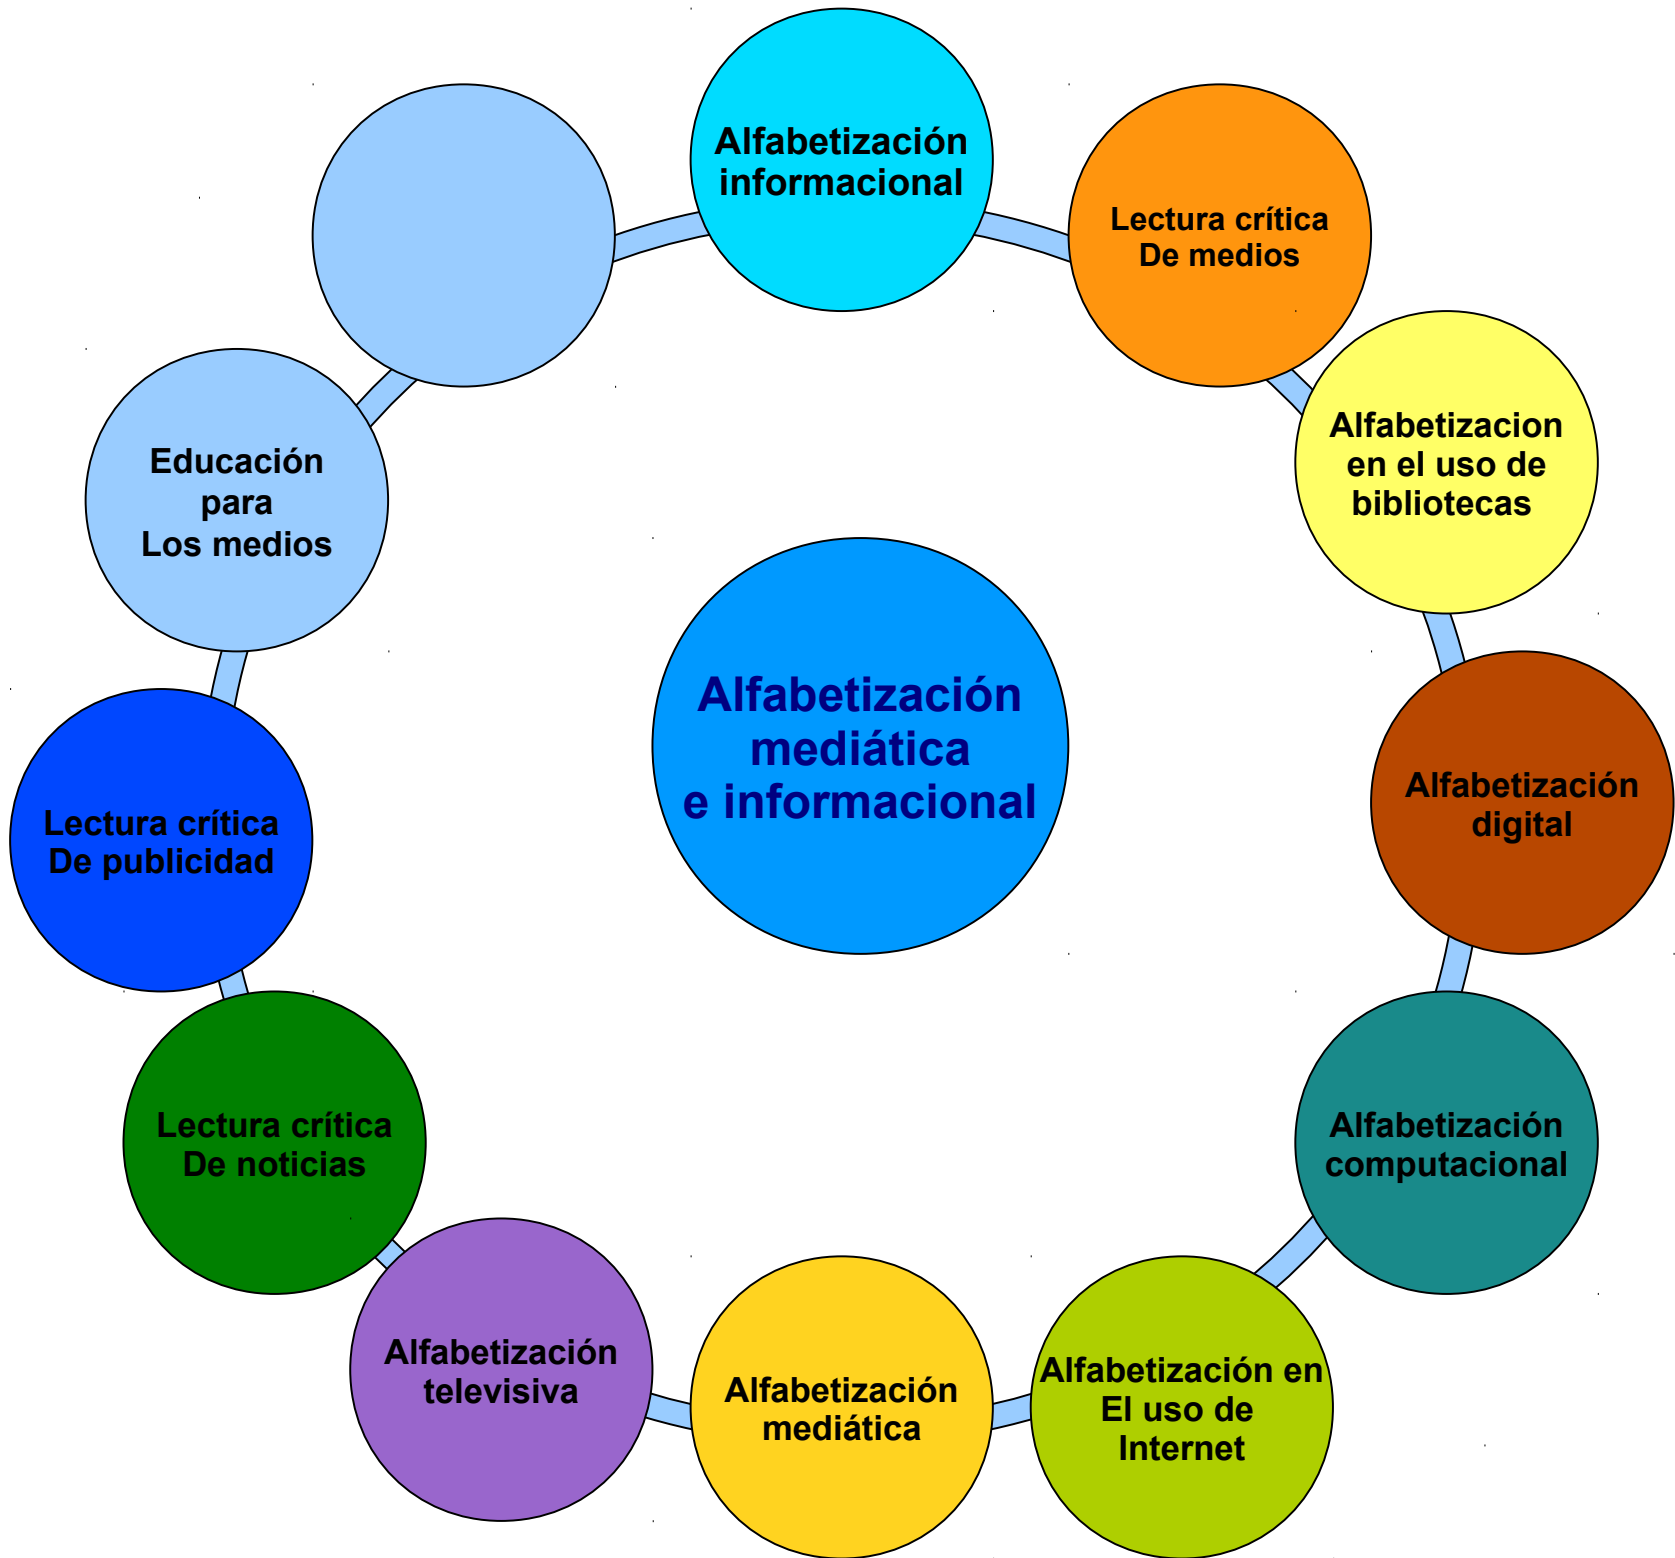 Alfabetización
informacional
Lectura crítica
De medios
Alfabetizacion
en el uso de
bibliotecas
Alfabetización
digital
Alfabetización
computacional
Alfabetización en
El uso de
Internet
Alfabetización
mediática
Alfabetización
televisiva
Lectura crítica
De noticias
Lectura crítica
De publicidad
Educación
para
Los medios
Alfabetización
mediática
e informacional